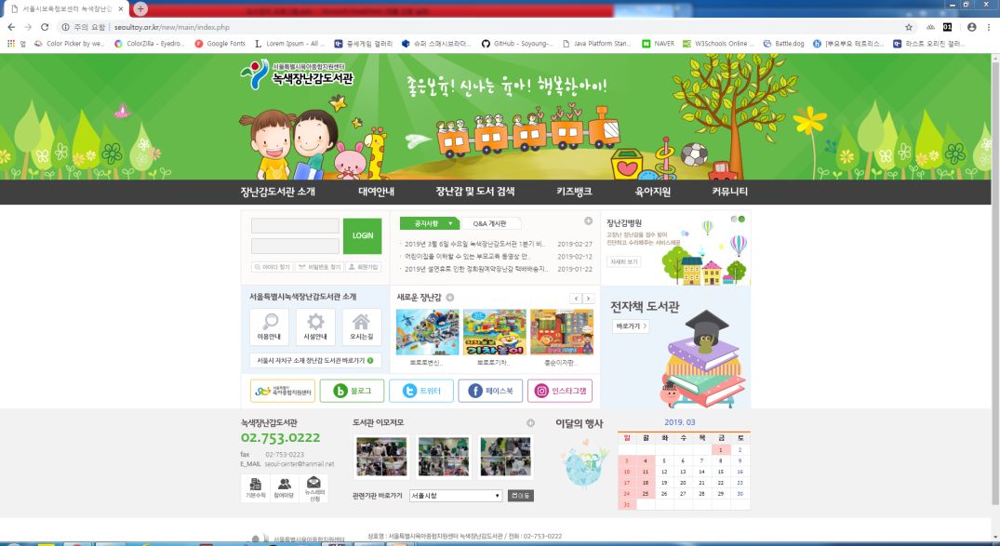 서울시보육정보센터 녹색장난감
주의 요함 | seoultoy.or.kr/new/main/index.php
앱 Color Picker by we... ColorZilla - Eyedro... Google Fonts Lorem Ipsum - All ... 중세게임 갤러리 슈퍼 스매시브라더... GitHub - Soyoung-... Java Platform Stan... NAVER W3Schools Online ... Battle.dog [뿌요뿌요 테트리스... 라스트 오리진 갤러...
서울특별시육아종합지원센터
녹색장난감도서관
좋은보육! 신나는 육아! 행복한아이!
장난감도서관 소개 대여안내 장난감 및 도서 검색 키즈뱅크 육아지원 커뮤니티
LOGIN
아이디 찾기 비밀번호 찾기 회원가입
공지사항 ▼ Q&A 게시판
· 2019년 3월 6일 수요일 녹색장난감도서관 1분기 비.. 2019-02-27
· 어린이집을 이해할 수 있는 부모교육 동영상 안.. 2019-02-12
· 2019년 설연휴로 인한 정회원예약장난감 택배배송지.. 2019-01-22
장난감병원
고장난 장난감을 접수 받아
진단하고 수리해주는 서비스제공
자세히 보기
서울특별시녹색장난감도서관 소개
이용안내 시설안내 오시는길
서울시 자치구 소재 장난감 도서관 바로가기
새로운 장난감
뽀로로변신.. 뽀로로기차.. 콩순이자판..
전자책 도서관
바로가기 >
서울특별시 육아종합지원센터 블로그 트위터 페이스북 인스타그램
녹색장난감도서관
02.753.0222
fax 02-753-0223
E_MAIL seoul-center@hanmail.net
기본수칙 참여마당 뉴스레터 신청
도서관 이모저모
관련기관 바로가기 서울시청 이동
이달의 행사
2019. 03
일 월 화 수 목 금 토
1 2
3 4 5 6 7 8 9
10 11 12 13 14 15 16
17 18 19 20 21 22 23
24 25 26 27 28 29 30
31
서울특별시육아종합지원센터
상호명 : 서울특별시육아종합지원센터 녹색장난감도서관 / 전화 : 02-753-0222